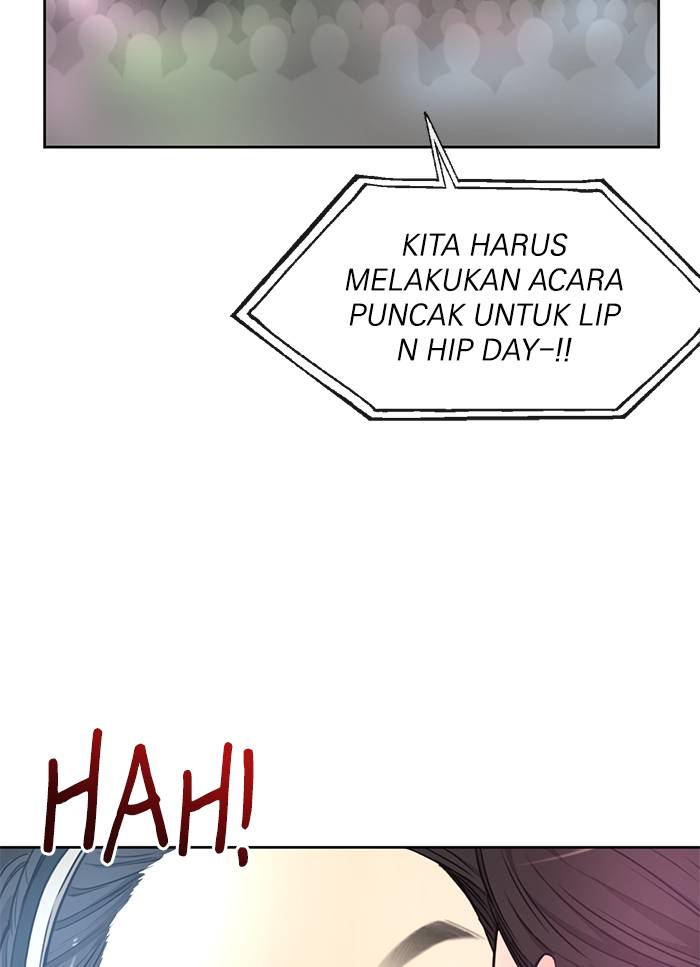 KITA HARUS
MELAKUKAN ACARA
PUNCAK UNTUK LIP
N HIP DAY-!!
HAH!